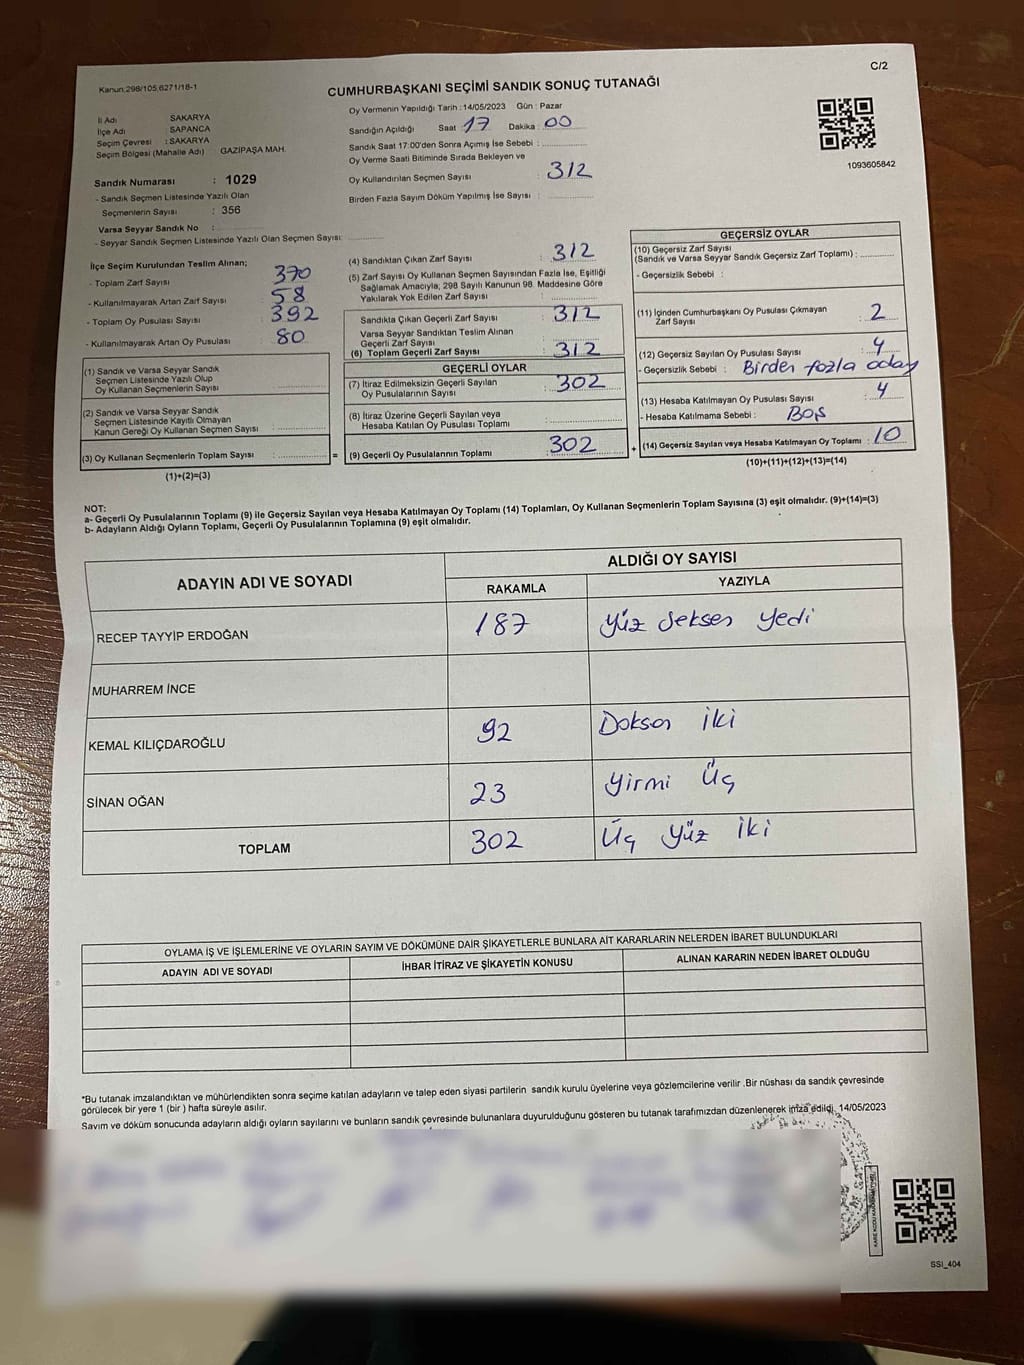 C/2
Kanun;298/105,6271/18-1
CUMHURBAŞKANI SEÇİMİ SANDIK SONUÇ TUTANAĞI
İl Adı SAKARYA
İlçe Adı : SAPANCA
Seçim Çevresi : SAKARYA
Seçim Bölgesi (Mahalle Adı) GAZİPAŞA MAH.
Sandık Numarası : 1029
- Sandık Seçmen Listesinde Yazılı Olan
Seçmenlerin Sayısı : 356
Varsa Seyyar Sandık No :
- Seyyar Sandık Seçmen Listesinde Yazılı Olan Seçmen Sayısı:
Oy Vermenin Yapıldığı Tarih : 14/05/2023 Gün : Pazar
Sandığın Açıldığı Saat 17 Dakika : 00
Sandık Saat 17:00'den Sonra Açımış İse Sebebi :
Oy Verme Saati Bitiminde Sırada Bekleyen ve
Oy Kullandırılan Seçmen Sayısı : 312
Birden Fazla Sayım Döküm Yapılmış İse Sayısı :
1093605842
İlçe Seçim Kurulundan Teslim Alınan;
- Toplam Zarf Sayısı : 370
- Kullanılmayarak Artan Zarf Sayısı : 58
- Toplam Oy Pusulası Sayısı : 392
- Kullanılmayarak Artan Oy Pusulası : 80
(1) Sandık ve Varsa Seyyar Sandık
Seçmen Listesinde Yazılı Olup
Oy Kullanan Seçmenlerin Sayısı :
(2) Sandık ve Varsa Seyyar Sandık
Seçmen Listesinde Kayıtlı Olmayan
Kanun Gereği Oy Kullanan Seçmen Sayısı :
(3) Oy Kullanan Seçmenlerin Toplam Sayısı : =
(1)+(2)=(3)
(4) Sandıktan Çıkan Zarf Sayısı : 312
(5) Zarf Sayısı Oy Kullanan Seçmen Sayısından Fazla İse, Eşitliği
Sağlamak Amacıyla, 298 Sayılı Kanunun 98. Maddesine Göre
Yakılarak Yok Edilen Zarf Sayısı :
Sandıkta Çıkan Geçerli Zarf Sayısı : 312
Varsa Seyyar Sandıktan Teslim Alınan
Geçerli Zarf Sayısı :
(6) Toplam Geçerli Zarf Sayısı : 312
GEÇERLİ OYLAR
(7) İtiraz Edilmeksizin Geçerli Sayılan
Oy Pusulalarının Sayısı : 302
(8) İtiraz Üzerine Geçerli Sayılan veya
Hesaba Katılan Oy Pusulası Toplamı :
(9) Geçerli Oy Pusulalarının Toplamı : 302 +
GEÇERSİZ OYLAR
(10) Geçersiz Zarf Sayısı
(Sandık ve Varsa Seyyar Sandık Geçersiz Zarf Toplamı) :
- Geçersizlik Sebebi :
(11) İçinden Cumhurbaşkanı Oy Pusulası Çıkmayan
Zarf Sayısı : 2
(12) Geçersiz Sayılan Oy Pusulası Sayısı : 4
- Geçersizlik Sebebi : Birden fazla aday
(13) Hesaba Katılmayan Oy Pusulası Sayısı : 4
- Hesaba Katılmama Sebebi : BOŞ
(14) Geçersiz Sayılan veya Hesaba Katılmayan Oy Toplamı : 10
(10)+(11)+(12)+(13)=(14)
NOT:
a- Geçerli Oy Pusulalarının Toplamı (9) ile Geçersiz Sayılan veya Hesaba Katılmayan Oy Toplamı (14) Toplamları, Oy Kullanan Seçmenlerin Toplam Sayısına (3) eşit olmalıdır. (9)+(14)=(3)
b- Adayların Aldığı Oyların Toplamı, Geçerli Oy Pusulalarının Toplamına (9) eşit olmalıdır.
ADAYIN ADI VE SOYADI
ALDIĞI OY SAYISI
RAKAMLA YAZIYLA
RECEP TAYYİP ERDOĞAN 187 Yüz seksen yedi
MUHARREM İNCE
KEMAL KILIÇDAROĞLU 92 Doksan iki
SİNAN OĞAN 23 Yirmi Üç
TOPLAM 302 Üç Yüz iki
OYLAMA İŞ VE İŞLEMLERİNE VE OYLARIN SAYIM VE DÖKÜMÜNE DAİR ŞİKAYETLERLE BUNLARA AİT KARARLARIN NELERDEN İBARET BULUNDUKLARI
ADAYIN ADI VE SOYADI İHBAR İTİRAZ VE ŞİKAYETİN KONUSU ALINAN KARARIN NEDEN İBARET OLDUĞU
*Bu tutanak imzalandıktan ve mühürlendikten sonra seçime katılan adayların ve talep eden siyasi partilerin sandık kurulu üyelerine veya gözlemcilerine verilir .Bir nüshası da sandık çevresinde
görülecek bir yere 1 (bir ) hafta süreyle asılır.
Sayım ve döküm sonucunda adayların aldığı oyların sayılarını ve bunların sandık çevresinde bulunanlara duyurulduğunu gösteren bu tutanak tarafımızdan düzenlenerek imza edildi. 14/05/2023
SSI_404